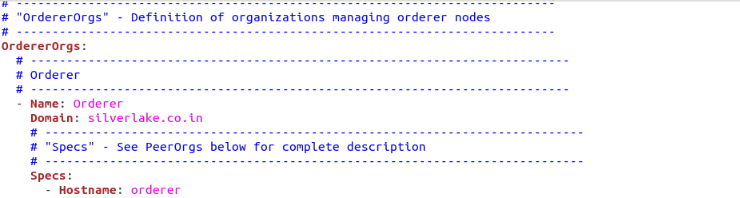 # ---------------------------------------------------------------------------
# "OrdererOrgs" - Definition of organizations managing orderer nodes
# ---------------------------------------------------------------------------
OrdererOrgs:
  # ---------------------------------------------------------------------------
  # Orderer
  # ---------------------------------------------------------------------------
  - Name: Orderer
    Domain: silverlake.co.in
    # ---------------------------------------------------------------------------
    # "Specs" - See PeerOrgs below for complete description
    # ---------------------------------------------------------------------------
    Specs:
      - Hostname: orderer